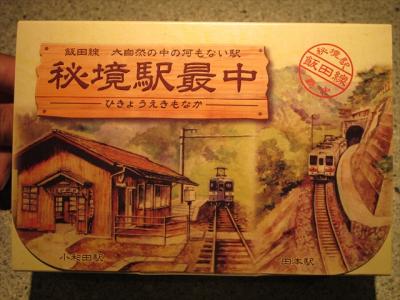 飯田線 大自然の中の何もない駅
秘境駅最中
ひきょうえきもなか
秘境駅
飯田線
小和田駅
田本駅